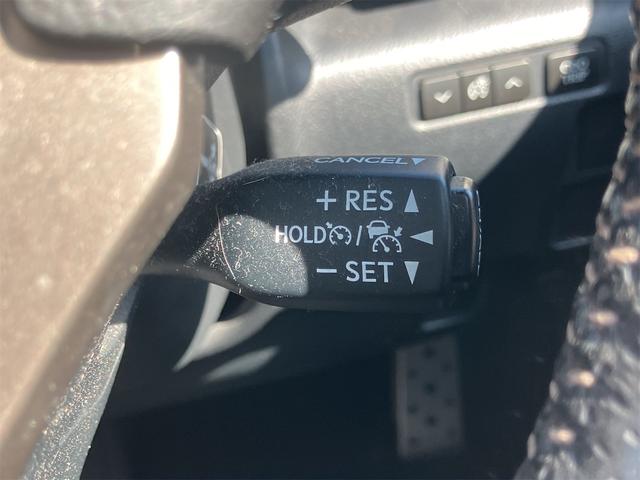 CANCEL▼
+ RES ▲
HOLD / ◀
− SET ▼